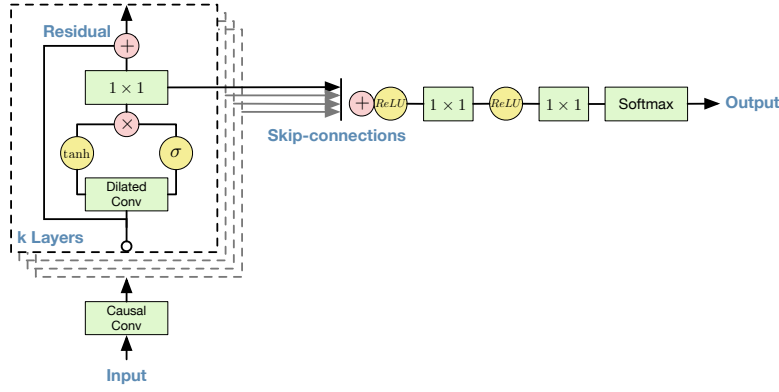 Residual
+
1 × 1
×
tanh
σ
Dilated
Conv
k Layers
Causal
Conv
Input
Skip-connections
+
ReLU
1 × 1
ReLU
1 × 1
Softmax
Output